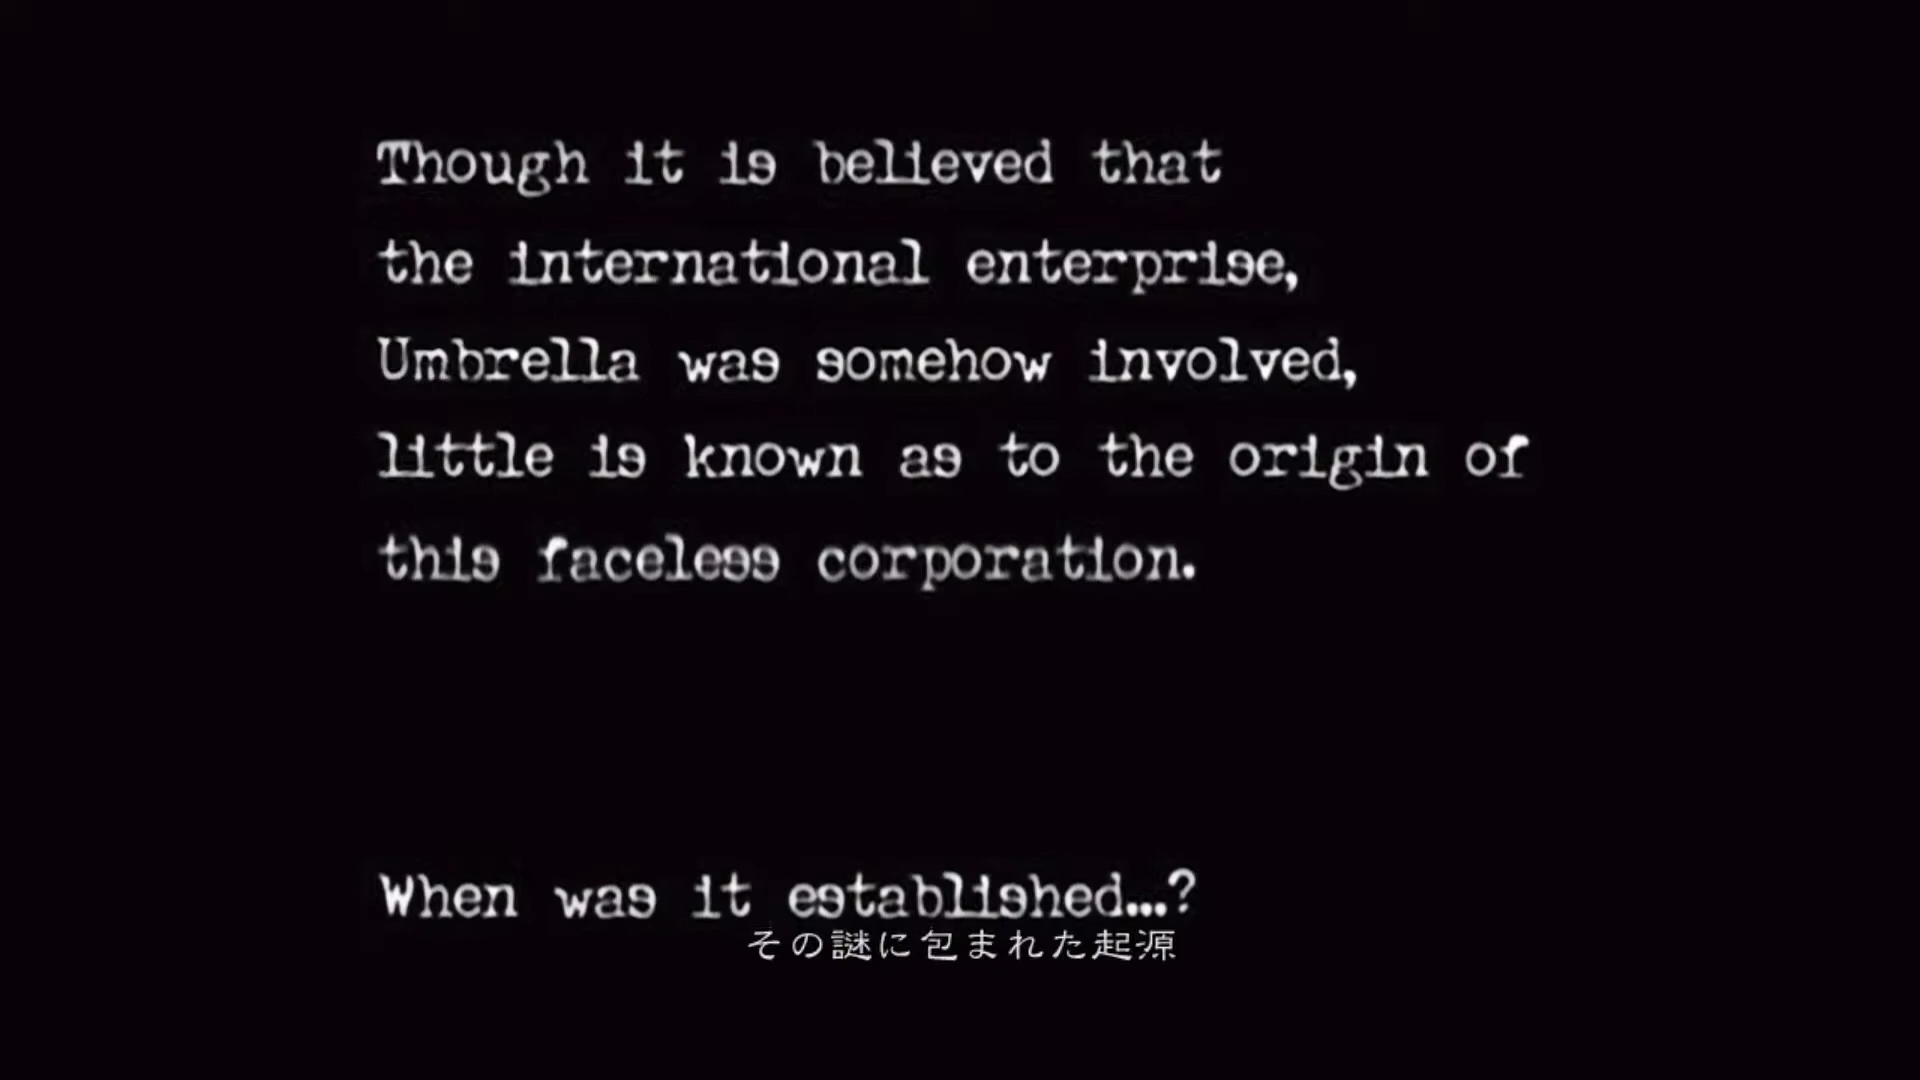 Though it is believed that
the international enterprise,
Umbrella was somehow involved,
little is known as to the origin of
this faceless corporation.
When was it established...?
その謎に包まれた起源